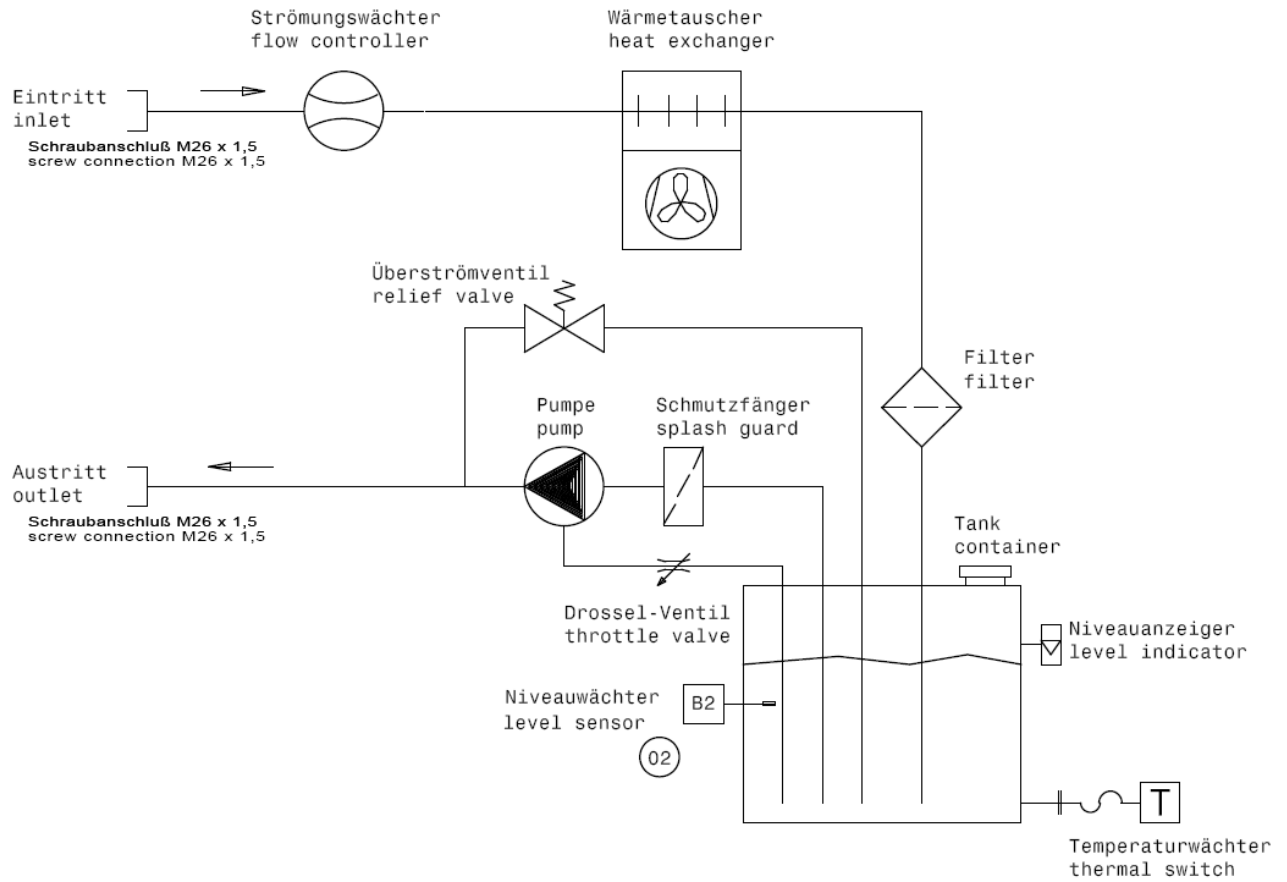 Strömungswächter
flow controller
Wärmetauscher
heat exchanger
Eintritt
inlet
Schraubanschluß M26 x 1,5
screw connection M26 x 1,5
Überströmventil
relief valve
Filter
filter
Pumpe
pump
Schmutzfänger
splash guard
Austritt
outlet
Schraubanschluß M26 x 1,5
screw connection M26 x 1,5
Tank
container
Drossel-Ventil
throttle valve
Niveauanzeiger
level indicator
Niveauwächter
level sensor
B2
02
T
Temperaturwächter
thermal switch